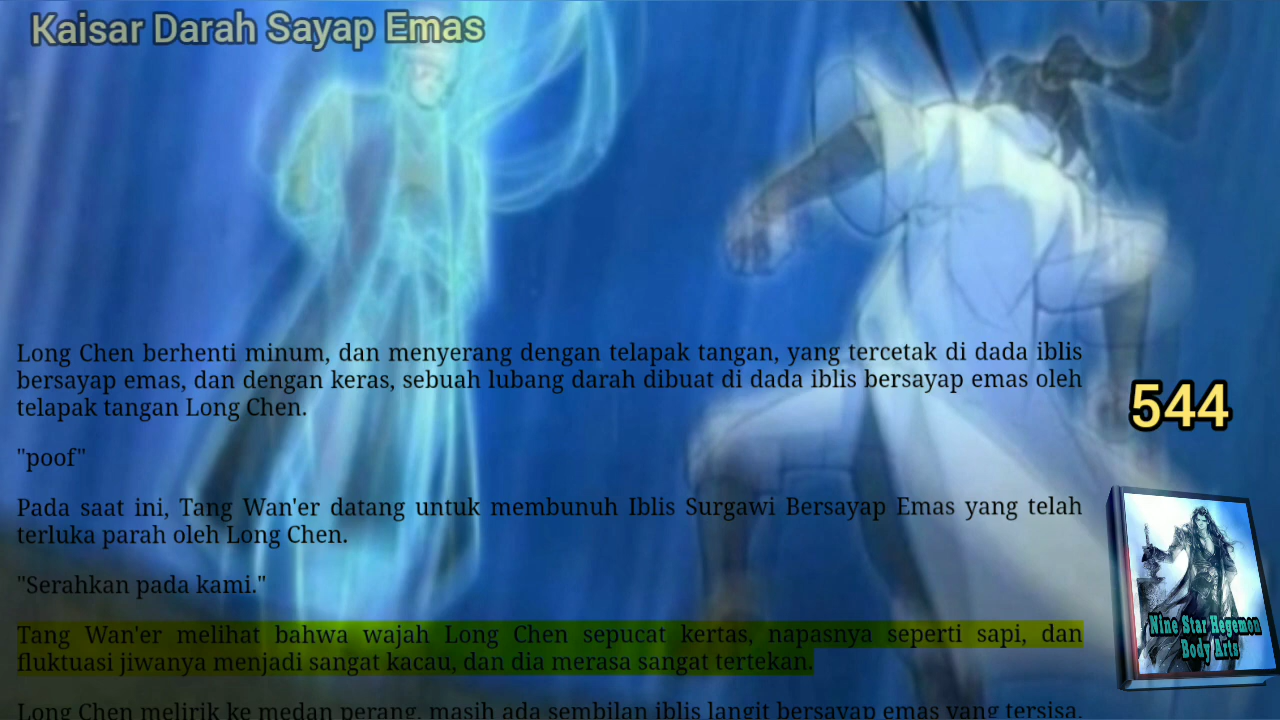 Kaisar Darah Sayap Emas
Long Chen berhenti minum, dan menyerang dengan telapak tangan, yang tercetak di dada iblis
bersayap emas, dan dengan keras, sebuah lubang darah dibuat di dada iblis bersayap emas oleh
telapak tangan Long Chen.
"poof"
Pada saat ini, Tang Wan'er datang untuk membunuh Iblis Surgawi Bersayap Emas yang telah
terluka parah oleh Long Chen.
"Serahkan pada kami."
Tang Wan'er melihat bahwa wajah Long Chen sepucat kertas, napasnya seperti sapi, dan
fluktuasi jiwanya menjadi sangat kacau, dan dia merasa sangat tertekan.
Long Chen melirik ke medan perang, masih ada sembilan iblis langit bersayap emas yang tersisa,
544
Nine Star Hegemon
Body Arts